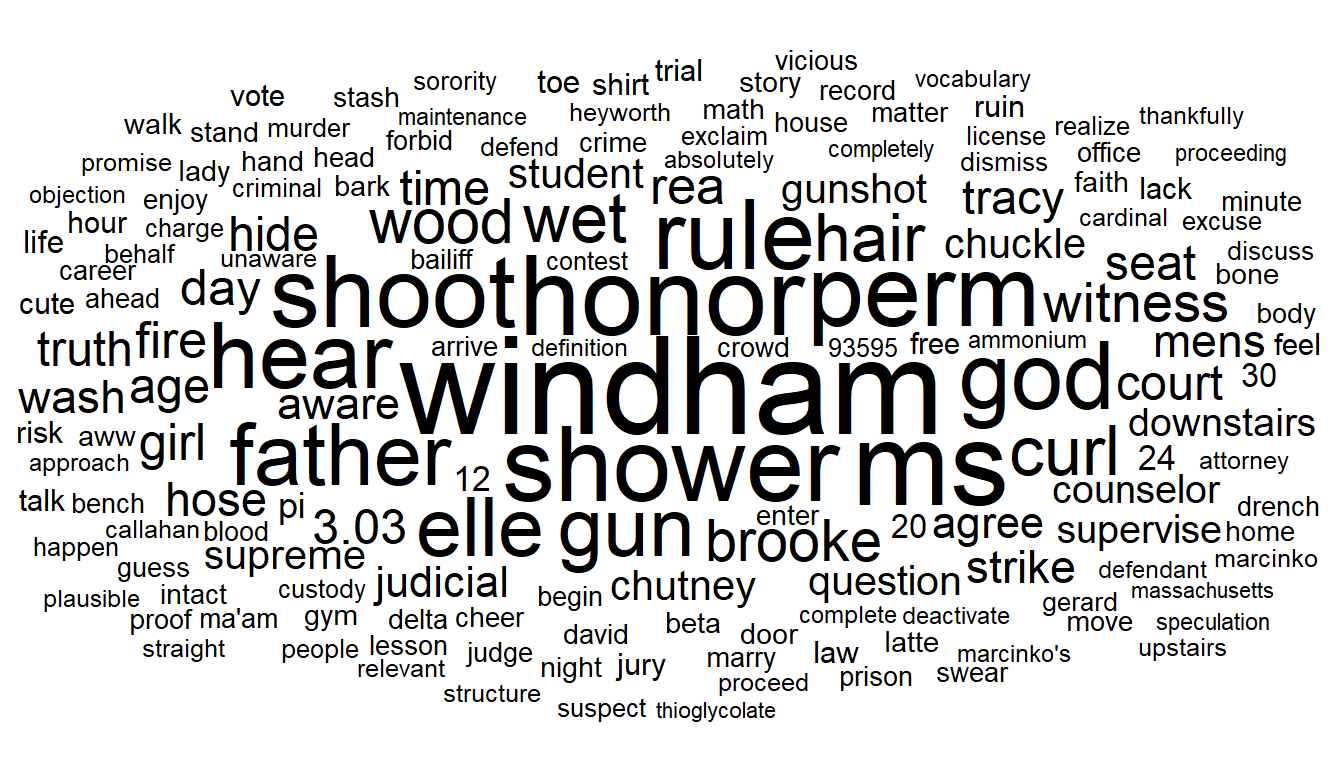 vicious
sorority toe shirt trial story record vocabulary
vote stash maintenance heyworth math matter ruin
walk stand murder forbid defend crime exclaim house license realize thankfully
promise lady hand head student absolutely completely dismiss office proceeding
objection enjoy criminal bark time rea gunshot tracy faith lack minute
life hour charge hide wood wet rule hair chuckle cardinal excuse
behalf unaware bailiff contest seat discuss
career bone
cute ahead day shoot honor perm witness body
truth fire hear arrive definition crowd 93595 free ammonium mens feel
wash age aware windham god court 30
risk aww girl father shower ms curl downstairs
approach 12 24 attorney
talk bench hose pi counselor drench
callahan blood 3.03 elle gun brooke enter 20 agree supervise home
happen guess supreme marcinko
plausible intact custody judicial begin chutney question strike defendant massachusetts
proof ma'am gym delta cheer beta complete deactivate gerard move speculation
straight people lesson judge david door law latte marcinko's upstairs
relevant night jury marry prison swear
structure proceed
suspect thioglycolate